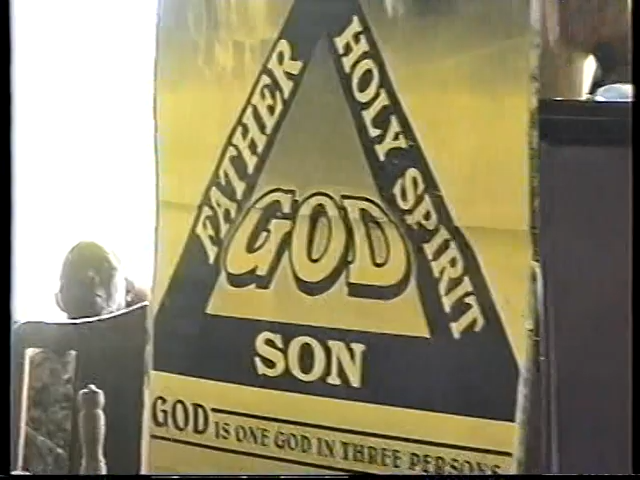 FATHER
HOLY SPIRIT
GOD
SON
GOD IS ONE GOD IN THREE PERSONS